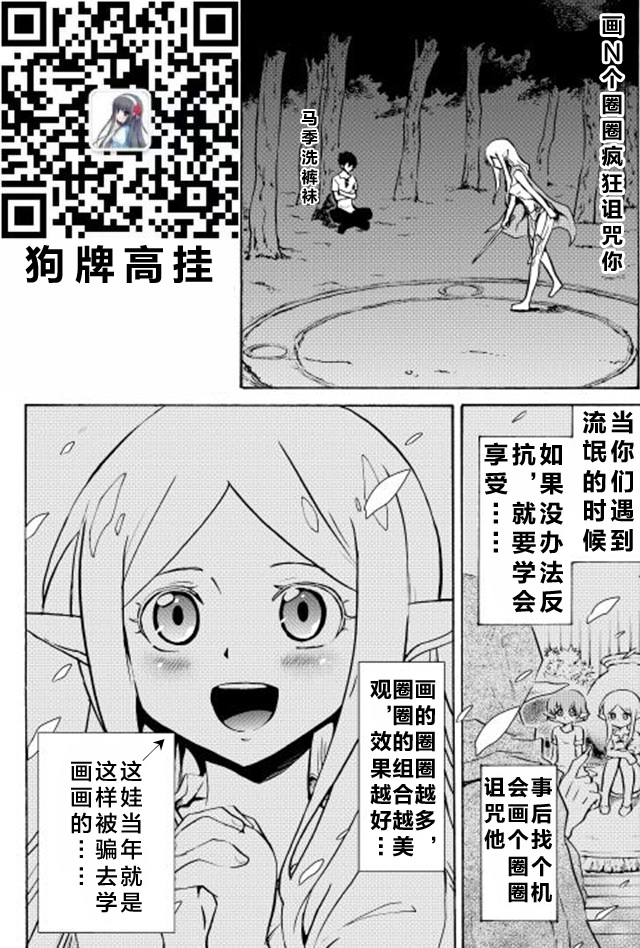 画N个圈圈疯狂诅咒你
马季洗裤袜
狗牌高挂
当你们遇到
流氓的时候
如果没办法反
抗，就要学会
享受……
事后找个机
会画个圈圈
诅咒他
画的圈圈越多，
圈圈的组合越美
观，效果越好…
这娃当年就是
这样被骗去学
画画的……